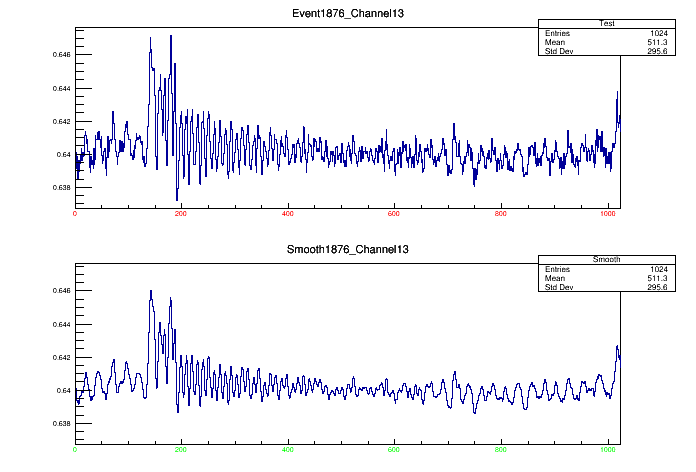 Event1876_Channel13
Test
Entries 1024
Mean 511.3
Std Dev 295.6
0.646
0.644
0.642
0.64
0.638
0 200 400 600 800 1000
Smooth1876_Channel13
Smooth
Entries 1024
Mean 511.3
Std Dev 295.6
0.646
0.644
0.642
0.64
0.638
0 200 400 600 800 1000